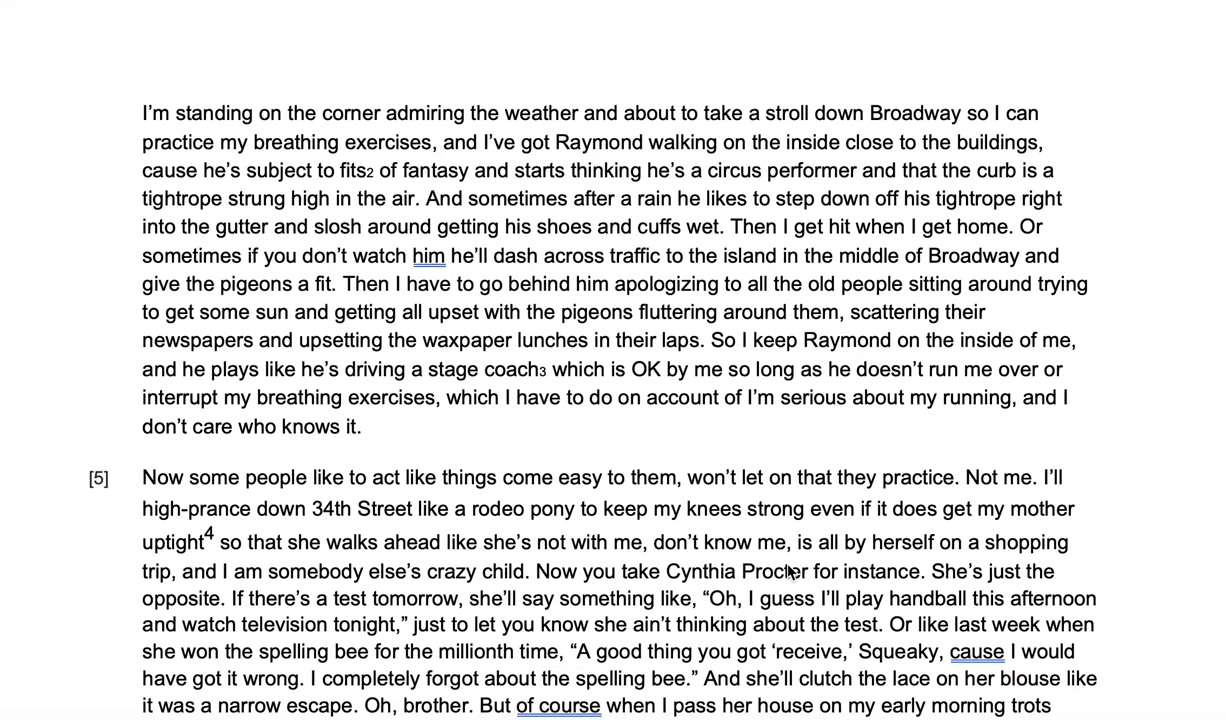 I’m standing on the corner admiring the weather and about to take a stroll down Broadway so I can
practice my breathing exercises, and I’ve got Raymond walking on the inside close to the buildings,
cause he’s subject to fits2 of fantasy and starts thinking he’s a circus performer and that the curb is a
tightrope strung high in the air. And sometimes after a rain he likes to step down off his tightrope right
into the gutter and slosh around getting his shoes and cuffs wet. Then I get hit when I get home. Or
sometimes if you don’t watch him he’ll dash across traffic to the island in the middle of Broadway and
give the pigeons a fit. Then I have to go behind him apologizing to all the old people sitting around trying
to get some sun and getting all upset with the pigeons fluttering around them, scattering their
newspapers and upsetting the waxpaper lunches in their laps. So I keep Raymond on the inside of me,
and he plays like he’s driving a stage coach3 which is OK by me so long as he doesn’t run me over or
interrupt my breathing exercises, which I have to do on account of I’m serious about my running, and I
don’t care who knows it.
[5] Now some people like to act like things come easy to them, won’t let on that they practice. Not me. I’ll
high-prance down 34th Street like a rodeo pony to keep my knees strong even if it does get my mother
uptight4 so that she walks ahead like she’s not with me, don’t know me, is all by herself on a shopping
trip, and I am somebody else’s crazy child. Now you take Cynthia Procter for instance. She’s just the
opposite. If there’s a test tomorrow, she’ll say something like, “Oh, I guess I’ll play handball this afternoon
and watch television tonight,” just to let you know she ain’t thinking about the test. Or like last week when
she won the spelling bee for the millionth time, “A good thing you got ‘receive,’ Squeaky, cause I would
have got it wrong. I completely forgot about the spelling bee.” And she’ll clutch the lace on her blouse like
it was a narrow escape. Oh, brother. But of course when I pass her house on my early morning trots